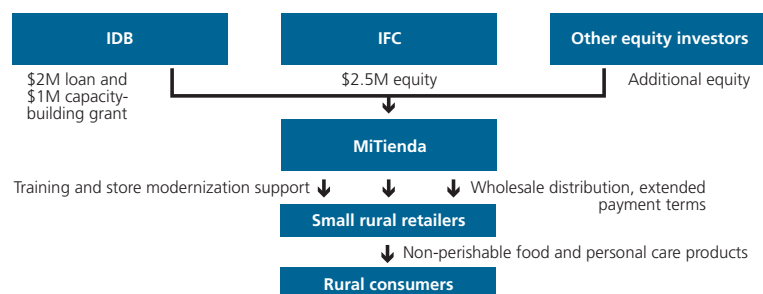 IDB
IFC
Other equity investors
$2M loan and
$1M capacity-
building grant
$2.5M equity
Additional equity
MiTienda
Training and store modernization support
Wholesale distribution, extended
payment terms
Small rural retailers
Non-perishable food and personal care products
Rural consumers